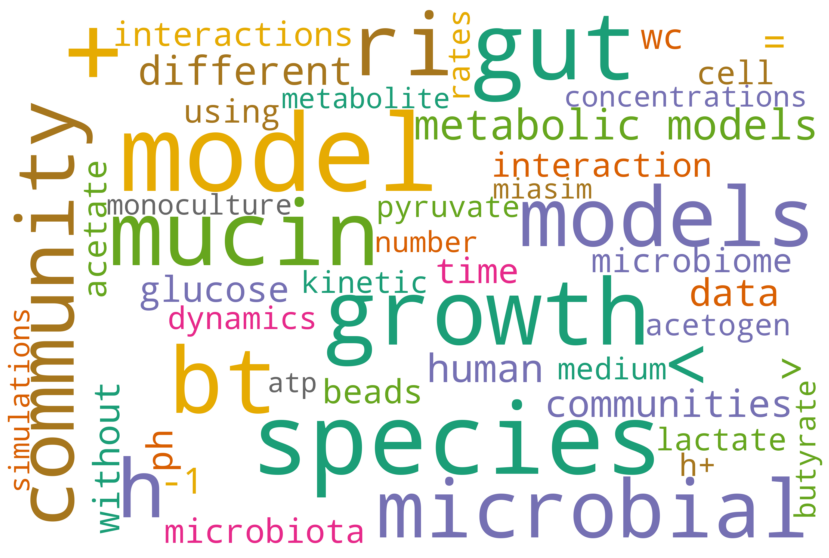 +
interactions
ri
rates
gut
wc
=
different
cell
using
metabolite
concentrations
model
metabolic models
community
acetate
monoculture
interaction
miasim
pyruvate
models
mucin
number
microbiome
glucose
kinetic
time
data
dynamics
growth
acetogen
simulations
bt
atp
beads
human
medium
<
>
communities
butyrate
without
ph
species
lactate
h
-1
h+
microbiota
microbial